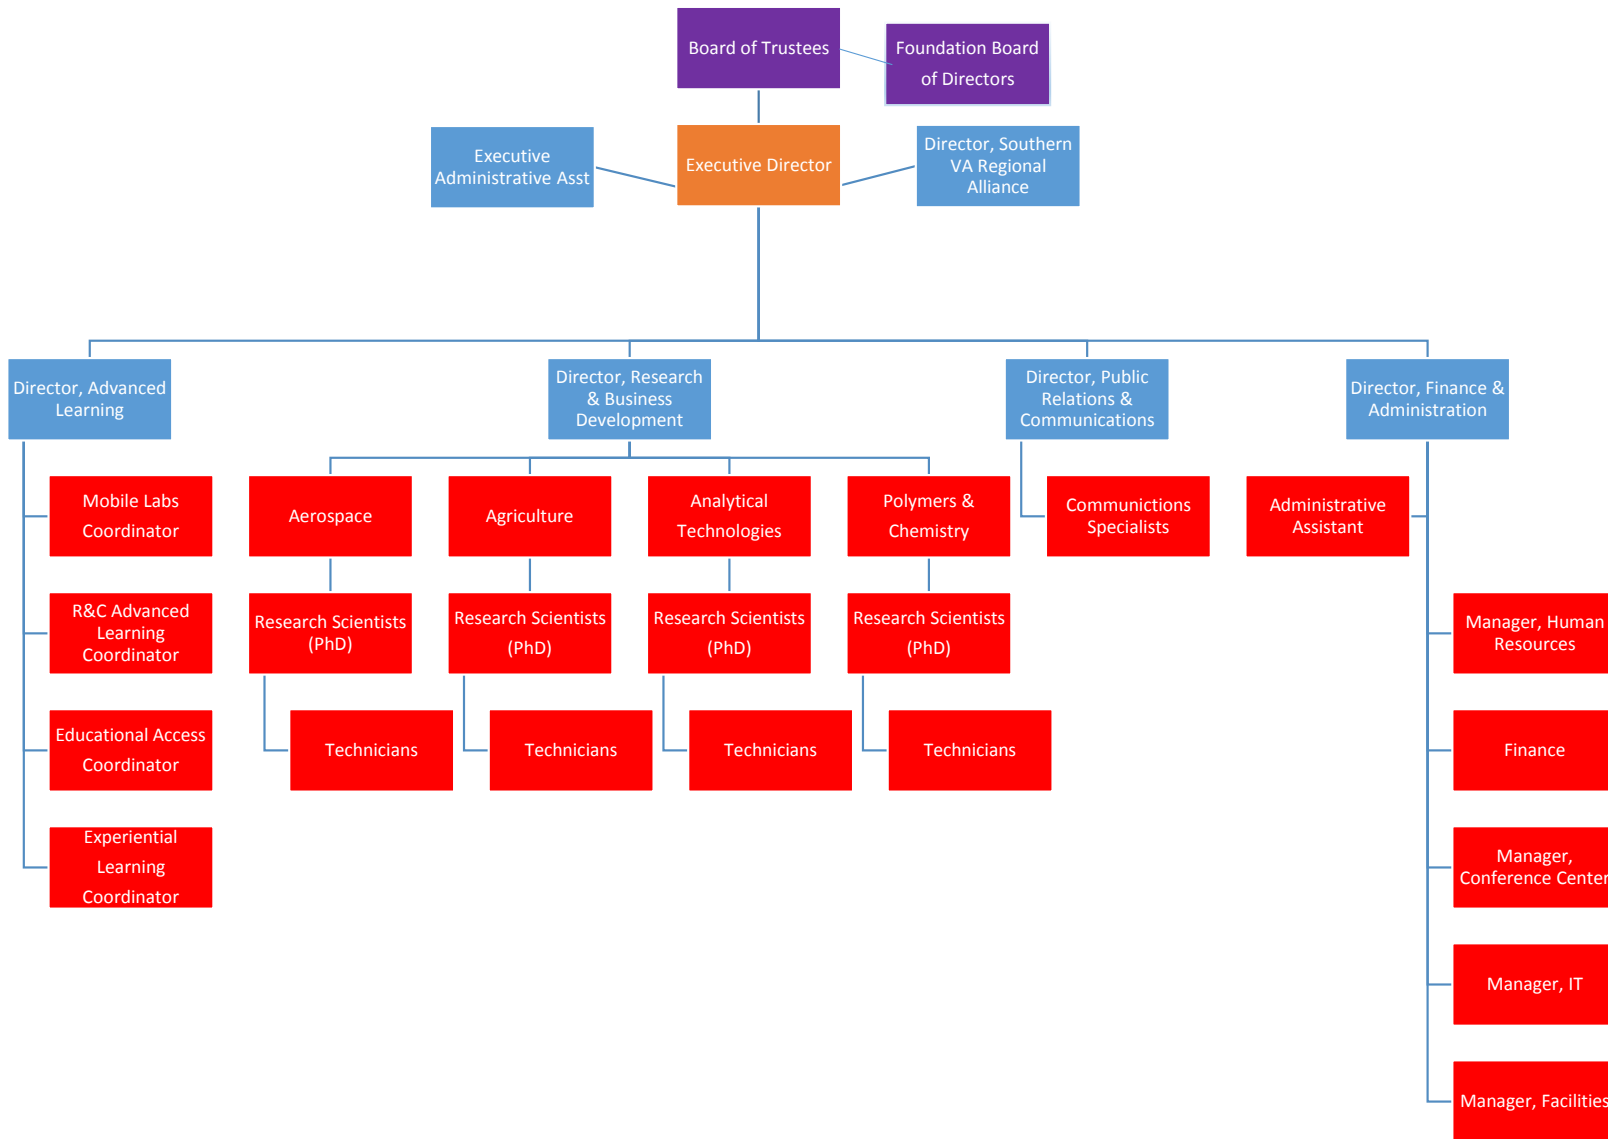 Board of Trustees
Foundation Board
of Directors
Executive
Administrative Asst
Executive Director
Director, Southern
VA Regional
Alliance
Director, Advanced
Learning
Director, Research
& Business
Development
Director, Public
Relations &
Communications
Director, Finance &
Administration
Mobile Labs
Coordinator
Aerospace
Agriculture
Analytical
Technologies
Polymers &
Chemistry
Communictions
Specialists
Administrative
Assistant
R&C Advanced
Learning
Coordinator
Research Scientists
(PhD)
Research Scientists
(PhD)
Research Scientists
(PhD)
Research Scientists
(PhD)
Manager, Human
Resources
Educational Access
Coordinator
Technicians
Technicians
Technicians
Technicians
Finance
Experiential
Learning
Coordinator
Manager,
Conference Center
Manager, IT
Manager, Facilities